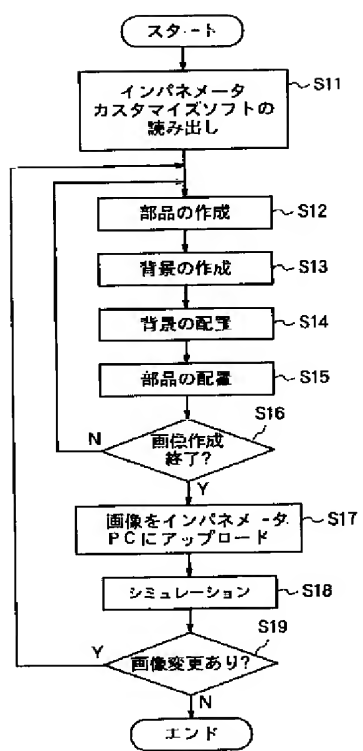 スタート
インパネメータ
カスタマイズソフトの
読み出し
S11
部品の作成
S12
背景の作成
S13
背景の配置
S14
部品の配置
S15
S16
画像作成
終了?
N
Y
画像をインパネメータ
PCにアップロード
S17
シミュレーション
S18
S19
画像変更あり?
Y
N
エンド